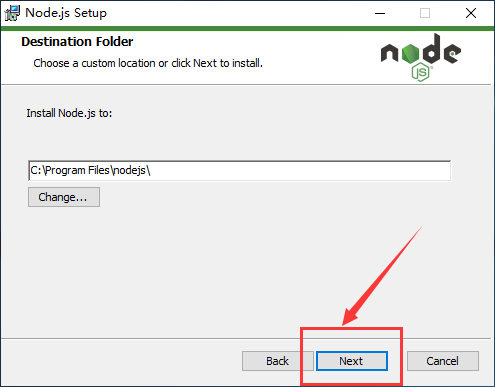 Node.js Setup
Destination Folder
Choose a custom location or click Next to install.
node
JS
Install Node.js to:
C:\Program Files\nodejs\
Change...
Back Next Cancel